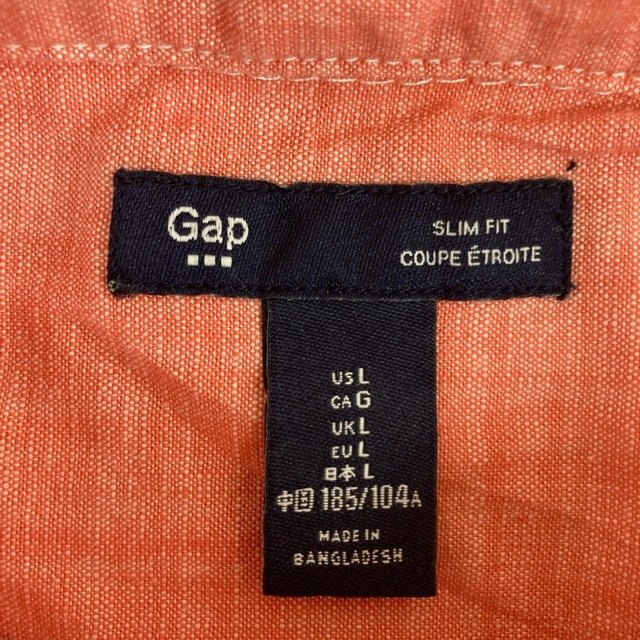 Gap
SLIM FIT
COUPE ÉTROITE
US L
CA G
UK L
EU L
日本 L
中国 185/104A
MADE IN
BANGLADESH